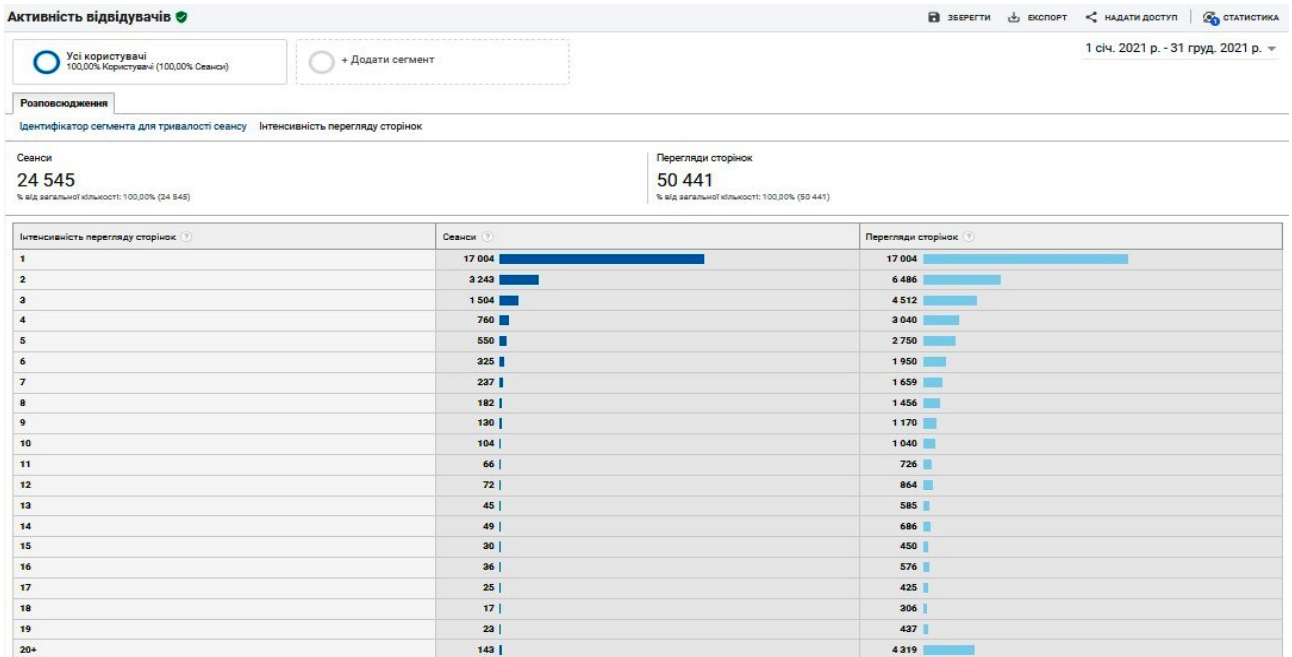 Активність відвідувачів
ЗБЕРЕГТИ ЕКСПОРТ НАДАТИ ДОСТУП СТАТИСТИКА
1
Усі користувачі
100,00% Користувачі (100,00% Сеанси)
+ Додати сегмент
1 січ. 2021 р. - 31 груд. 2021 р.
Розповсюдження
Ідентифікатор сегмента для тривалості сеансу Інтенсивність перегляду сторінок
Сеанси
24 545
% від загальної кількості: 100,00% (24 545)
Перегляди сторінок
50 441
% від загальної кількості: 100,00% (50 441)
Інтенсивність перегляду сторінок ? Сеанси ? Перегляди сторінок ?
1 17 004 17 004
2 3 243 6 486
3 1 504 4 512
4 760 3 040
5 550 2 750
6 325 1 950
7 237 1 659
8 182 1 456
9 130 1 170
10 104 1 040
11 66 726
12 72 864
13 45 585
14 49 686
15 30 450
16 36 576
17 25 425
18 17 306
19 23 437
20+ 143 4 319